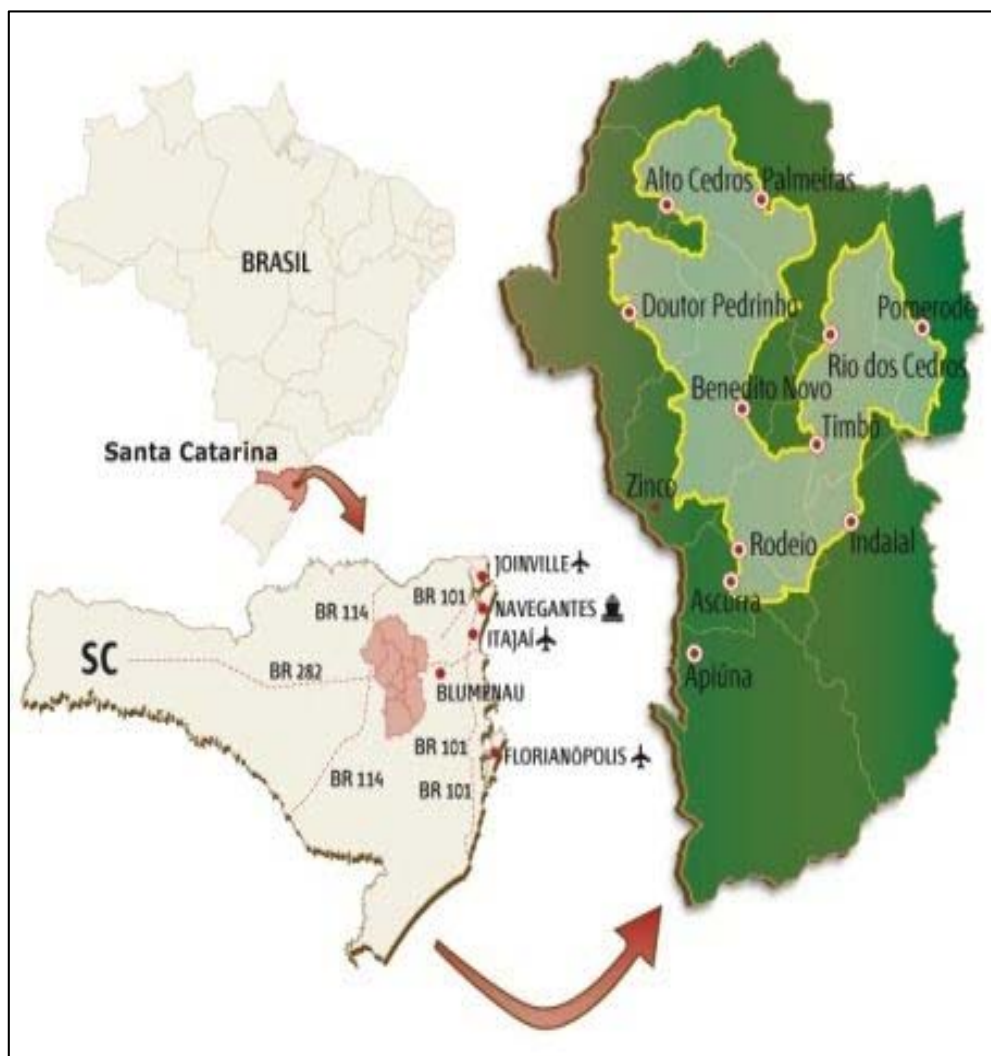 BRASIL
Santa Catarina
SC
BR 114
BR 101
BR 282
BR 114
BR 101
BR 101
JOINVILLE
NAVEGANTES
ITAJAÍ
BLUMENAU
FLORIANÓPOLIS
Alto Cedros Palmeiras
Doutor Pedrinho
Pomerode
Rio dos Cedros
Benedito Novo
Timbó
Zinco
Rodeio
Indaial
Ascurra
Apiúna